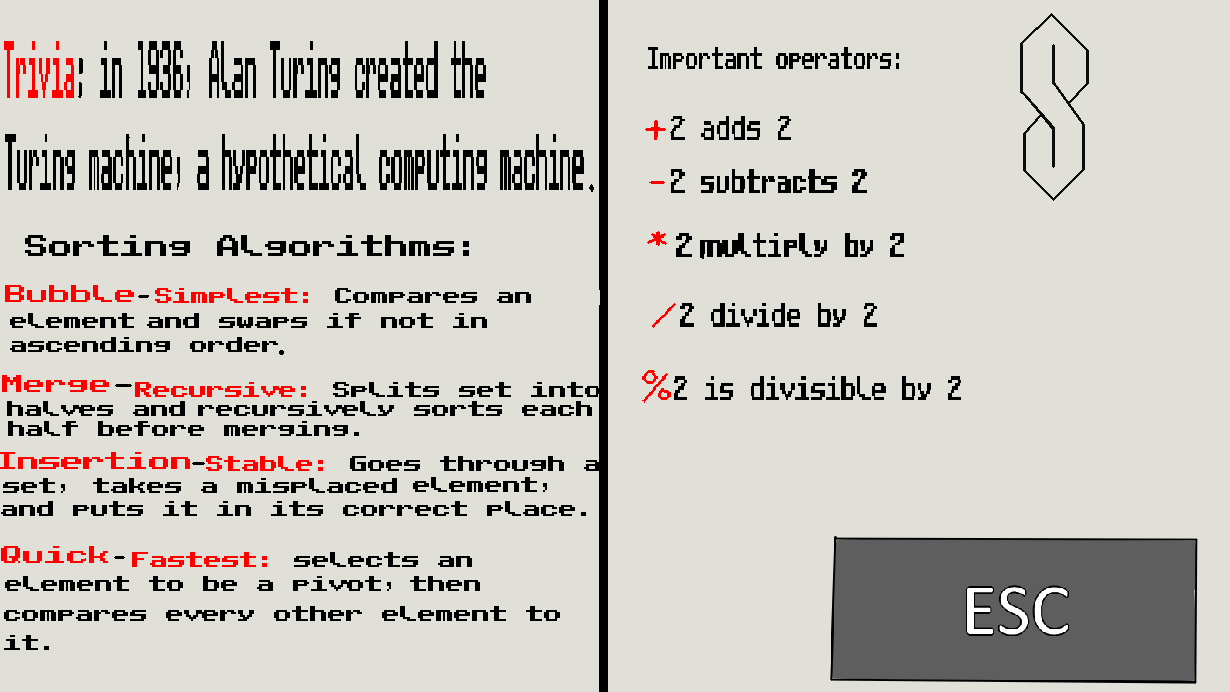 Trivia: in 1936, Alan Turing created the
Turing machine, a hypothetical computing machine.
Sorting Algorithms:
Bubble-Simplest: Compares an
element and swaps if not in
ascending order.
Merge-Recursive: Splits set into
halves and recursively sorts each
half before merging.
Insertion-Stable: Goes through a
set, takes a misplaced element,
and puts it in its correct place.
Quick-Fastest: selects an
element to be a pivot, then
compares every other element to
it.
Important operators:
+2 adds 2
-2 subtracts 2
*2 multiply by 2
/2 divide by 2
%2 is divisible by 2
ESC